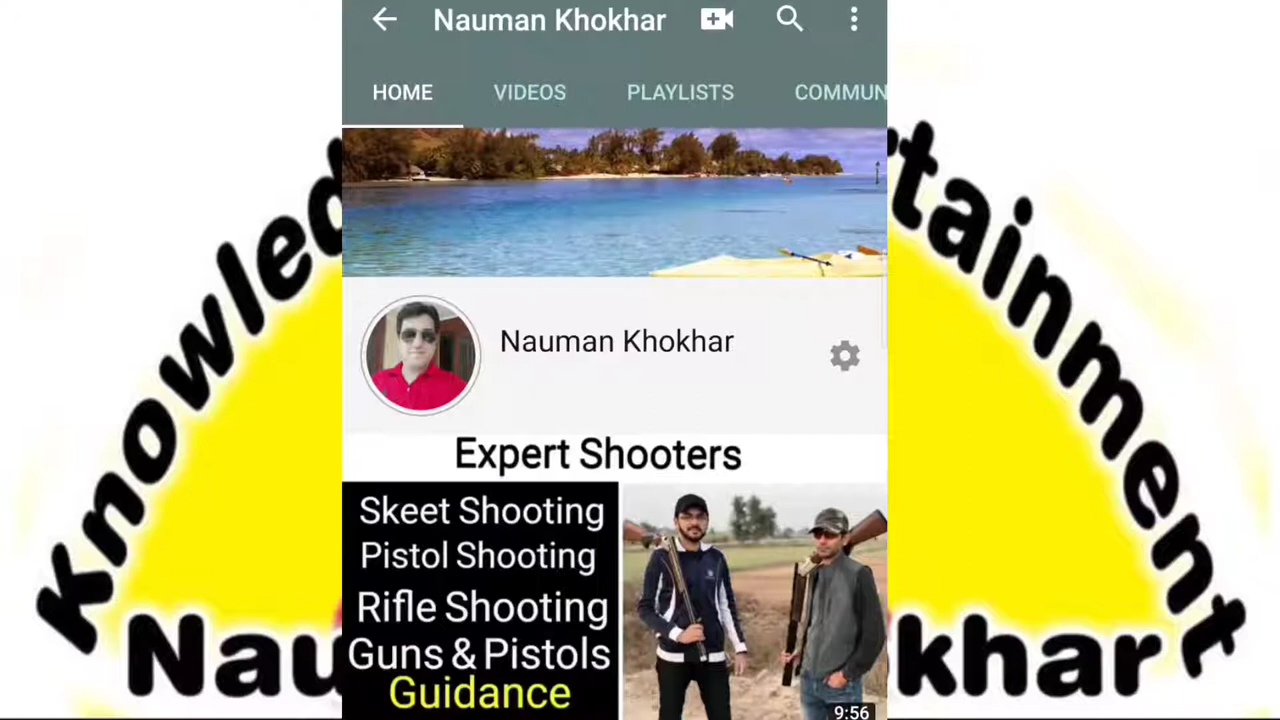 Nauman Khokhar
HOME VIDEOS PLAYLISTS COMMUN
Nauman Khokhar
Expert Shooters
Skeet Shooting
Pistol Shooting
Rifle Shooting
Guns & Pistols
Guidance
9:56
Knowled
rtainment
Nau
khar